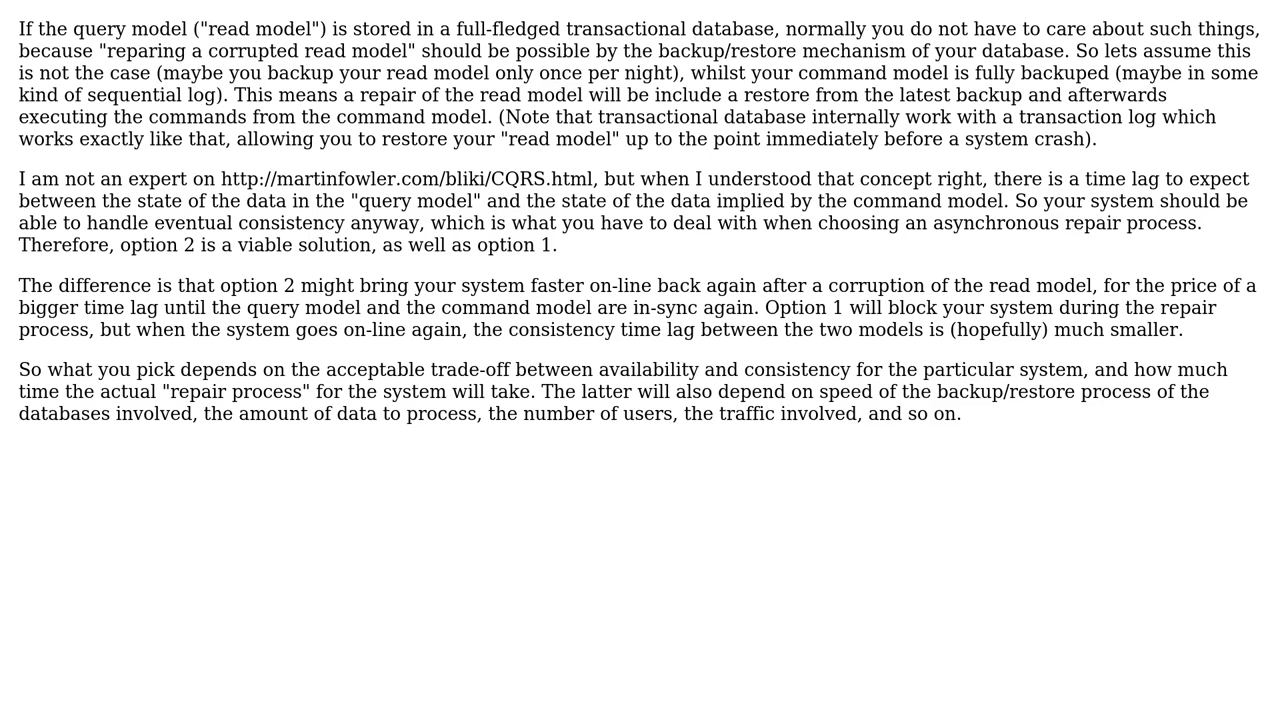 If the query model ("read model") is stored in a full-fledged transactional database, normally you do not have to care about such things,
because "reparing a corrupted read model" should be possible by the backup/restore mechanism of your database. So lets assume this
is not the case (maybe you backup your read model only once per night), whilst your command model is fully backuped (maybe in some
kind of sequential log). This means a repair of the read model will be include a restore from the latest backup and afterwards
executing the commands from the command model. (Note that transactional database internally work with a transaction log which
works exactly like that, allowing you to restore your "read model" up to the point immediately before a system crash).
I am not an expert on http://martinfowler.com/bliki/CQRS.html, but when I understood that concept right, there is a time lag to expect
between the state of the data in the "query model" and the state of the data implied by the command model. So your system should be
able to handle eventual consistency anyway, which is what you have to deal with when choosing an asynchronous repair process.
Therefore, option 2 is a viable solution, as well as option 1.
The difference is that option 2 might bring your system faster on-line back again after a corruption of the read model, for the price of a
bigger time lag until the query model and the command model are in-sync again. Option 1 will block your system during the repair
process, but when the system goes on-line again, the consistency time lag between the two models is (hopefully) much smaller.
So what you pick depends on the acceptable trade-off between availability and consistency for the particular system, and how much
time the actual "repair process" for the system will take. The latter will also depend on speed of the backup/restore process of the
databases involved, the amount of data to process, the number of users, the traffic involved, and so on.